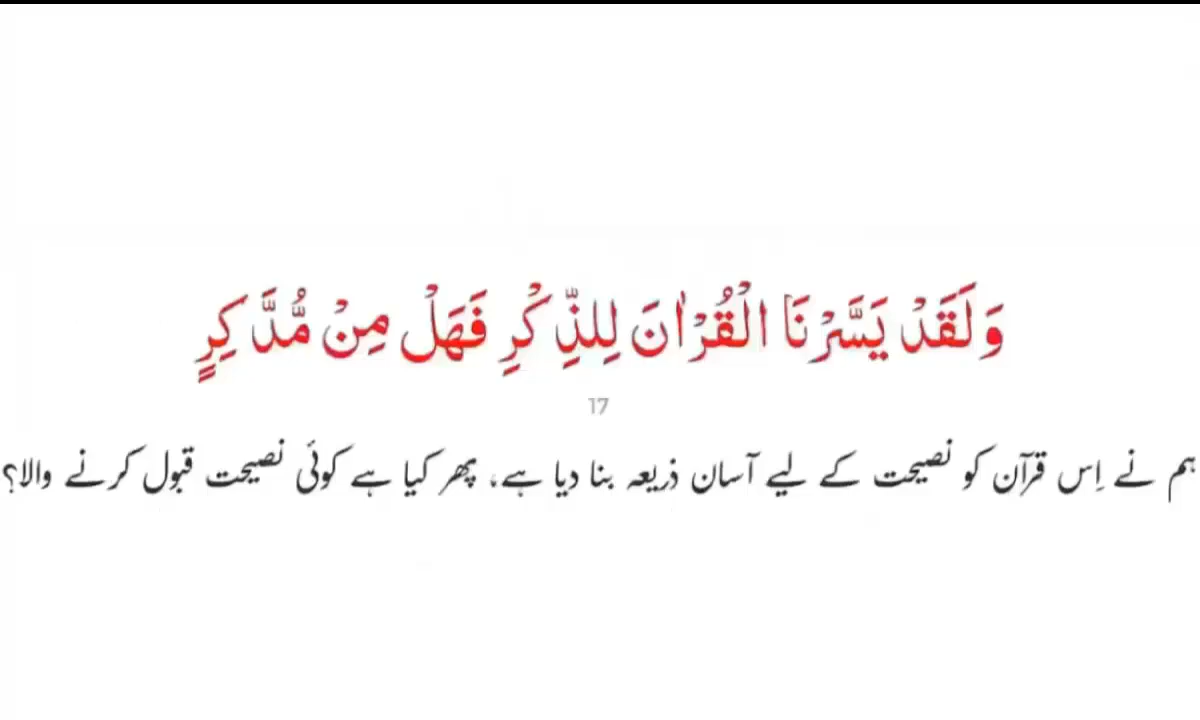 وَلَقَدْ يَسَّرْنَا الْقُرْاٰنَ لِلذِّكْرِ فَهَلْ مِنْ مُّدَّكِرٍ
17
ہم نے اِس قرآن کو نصیحت کے لیے آسان ذریعہ بنا دیا ہے، پھر کیا ہے کوئی نصیحت قبول کرنے والا؟